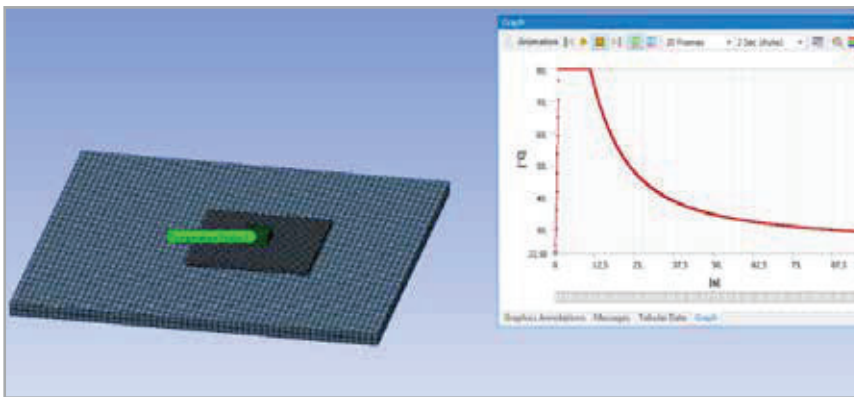 Graph
Animation 20 Frames 2 Sec (Auto)
80.
70.
60.
[°C]
50.
40.
30.
22,58
0. 12,5 25. 37,5 50. 62,5 75. 87,5
[s]
Graphics Annotations Messages Tabular Data Graph